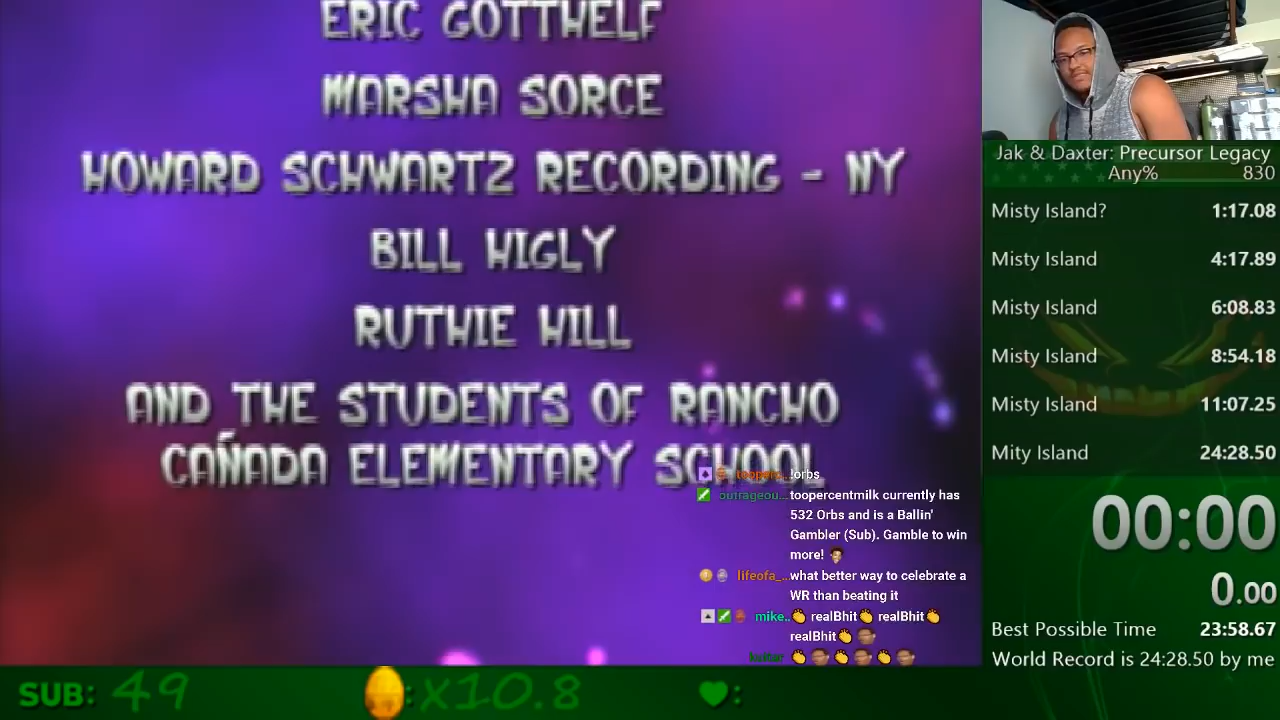 ERIC GOTTHELF
MARSHA SORCE
HOWARD SCHWARTZ RECORDING - NY
BILL WIGLY
RUTHIE HILL
AND THE STUDENTS OF RANCHO
CAÑADA ELEMENTARY SCHOOL
!orbs
outrageou... toopercentmilk currently has
532 Orbs and is a Ballin'
Gambler (Sub). Gamble to win
more!
lifeofa_... what better way to celebrate a
WR than beating it
mike.. realBhit realBhit
realBhit
Jak & Daxter: Precursor Legacy
Any% 830
Misty Island? 1:17.08
Misty Island 4:17.89
Misty Island 6:08.83
Misty Island 8:54.18
Misty Island 11:07.25
Mity Island 24:28.50
00:00
0.00
Best Possible Time 23:58.67
World Record is 24:28.50 by me
SUB: 49 :X10.8 :